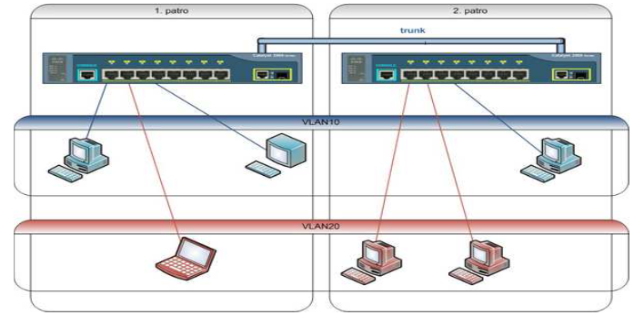 1. patro
2. patro
trunk
VLAN10
VLAN20